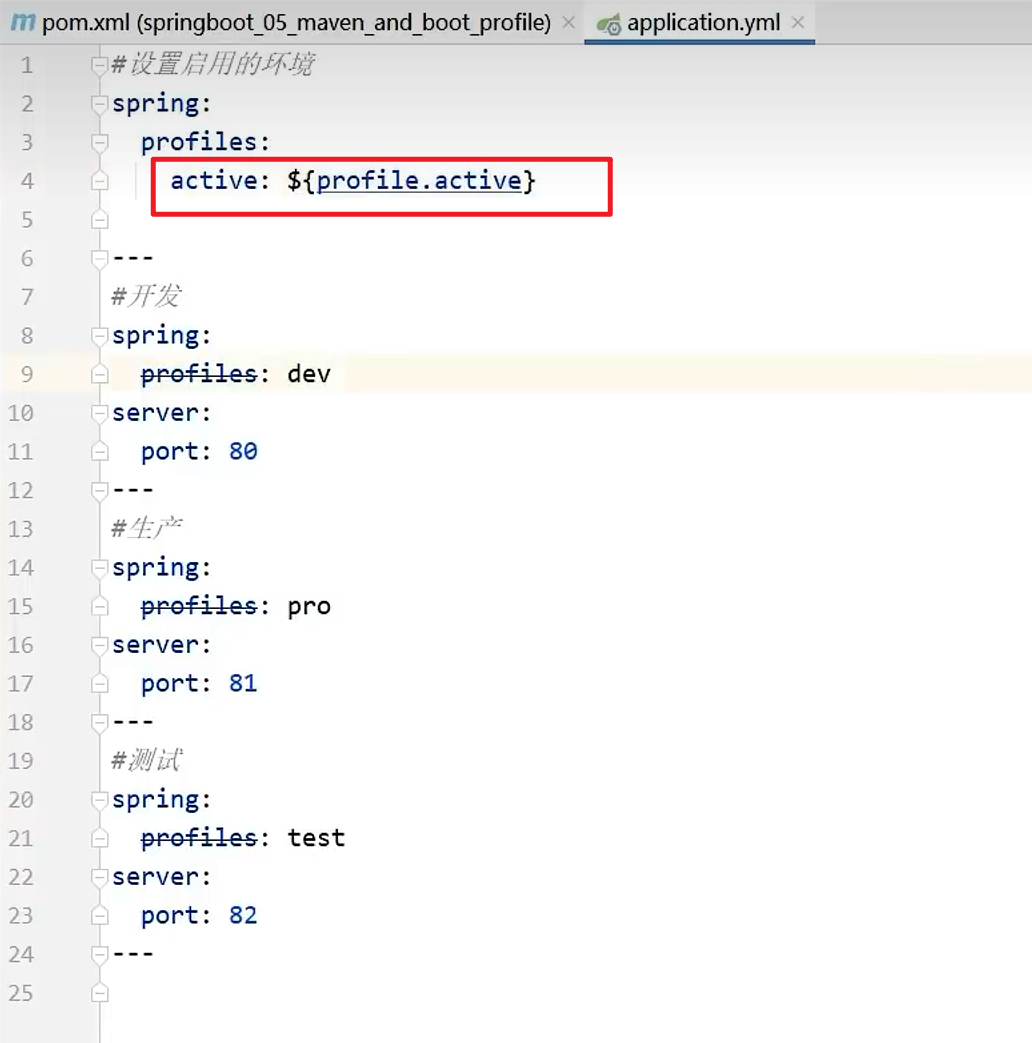 pom.xml (springboot_05_maven_and_boot_profile) × application.yml ×
1 #设置启用的环境
2 spring:
3   profiles:
4     active: ${profile.active}
5
6 ---
7 #开发
8 spring:
9   profiles: dev
10 server:
11   port: 80
12 ---
13 #生产
14 spring:
15   profiles: pro
16 server:
17   port: 81
18 ---
19 #测试
20 spring:
21   profiles: test
22 server:
23   port: 82
24 ---
25